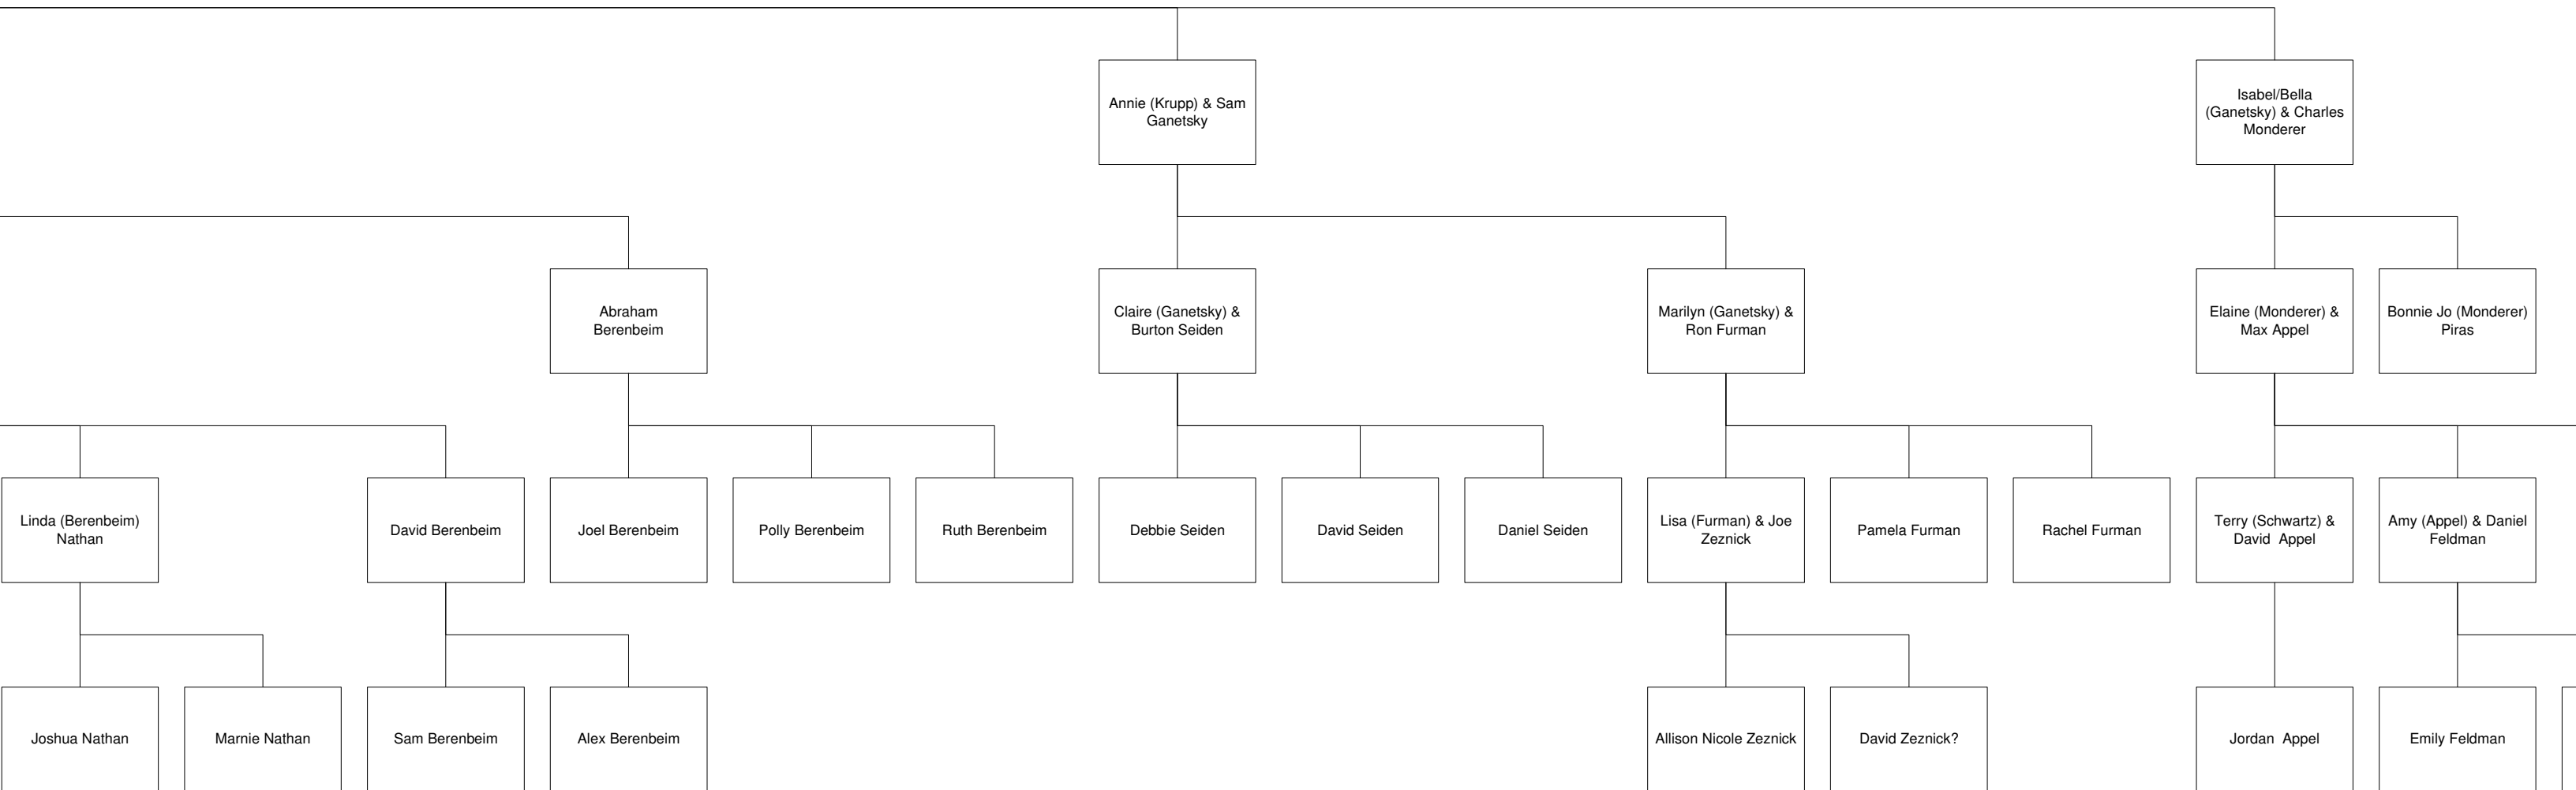 Annie (Krupp) & Sam
Ganetsky
Isabel/Bella
(Ganetsky) & Charles
Monderer
Abraham
Berenbeim
Claire (Ganetsky) &
Burton Seiden
Marilyn (Ganetsky) &
Ron Furman
Elaine (Monderer) &
Max Appel
Bonnie Jo (Monderer)
Piras
Linda (Berenbeim)
Nathan
David Berenbeim
Joel Berenbeim
Polly Berenbeim
Ruth Berenbeim
Debbie Seiden
David Seiden
Daniel Seiden
Lisa (Furman) & Joe
Zeznick
Pamela Furman
Rachel Furman
Terry (Schwartz) &
David  Appel
Amy (Appel) & Daniel
Feldman
Joshua Nathan
Marnie Nathan
Sam Berenbeim
Alex Berenbeim
Allison Nicole Zeznick
David Zeznick?
Jordan  Appel
Emily Feldman